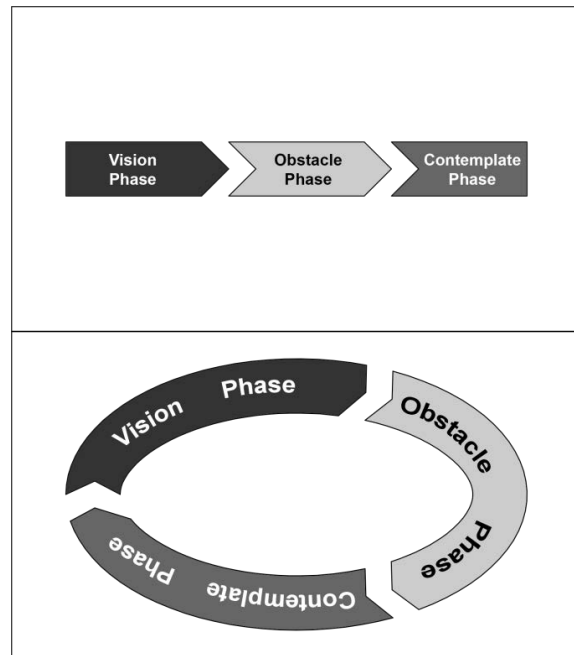 Vision
Phase
Obstacle
Phase
Contemplate
Phase
Vision Phase
Obstacle Phase
Contemplate Phase